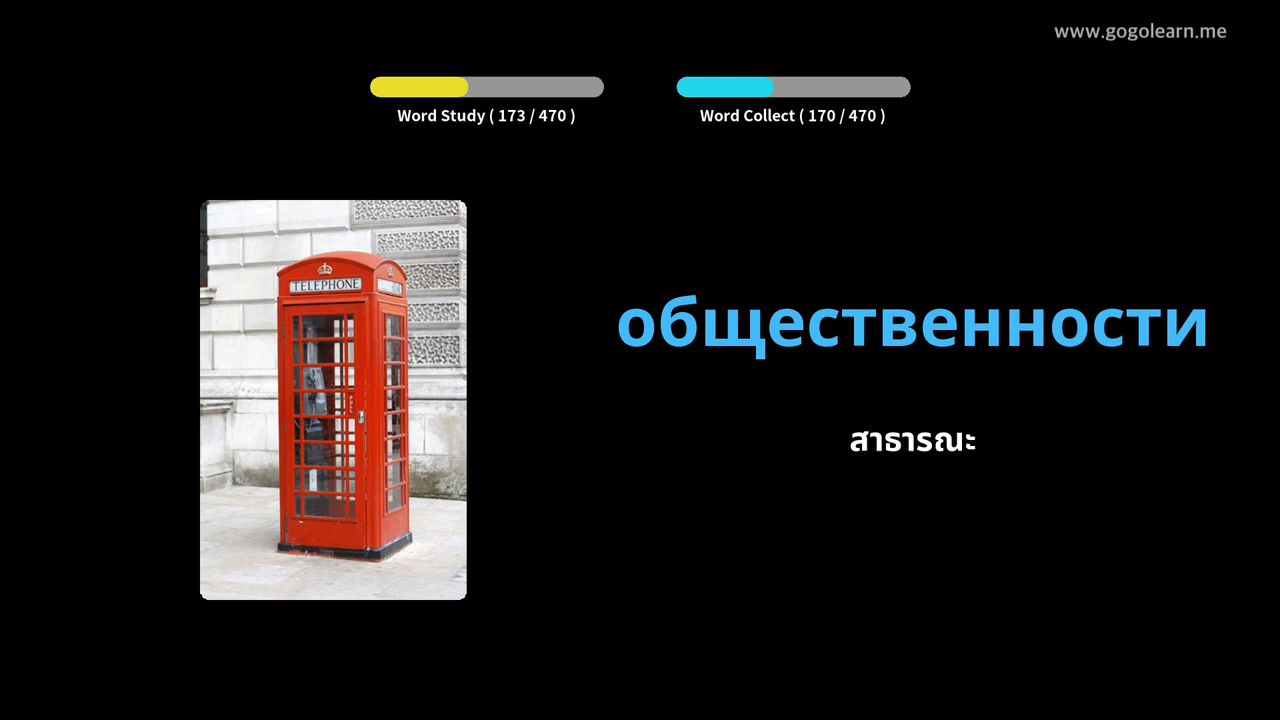 www.gogolearn.me
Word Study ( 173 / 470 )
Word Collect ( 170 / 470 )
TELEPHONE
общественности
สาธารณะ